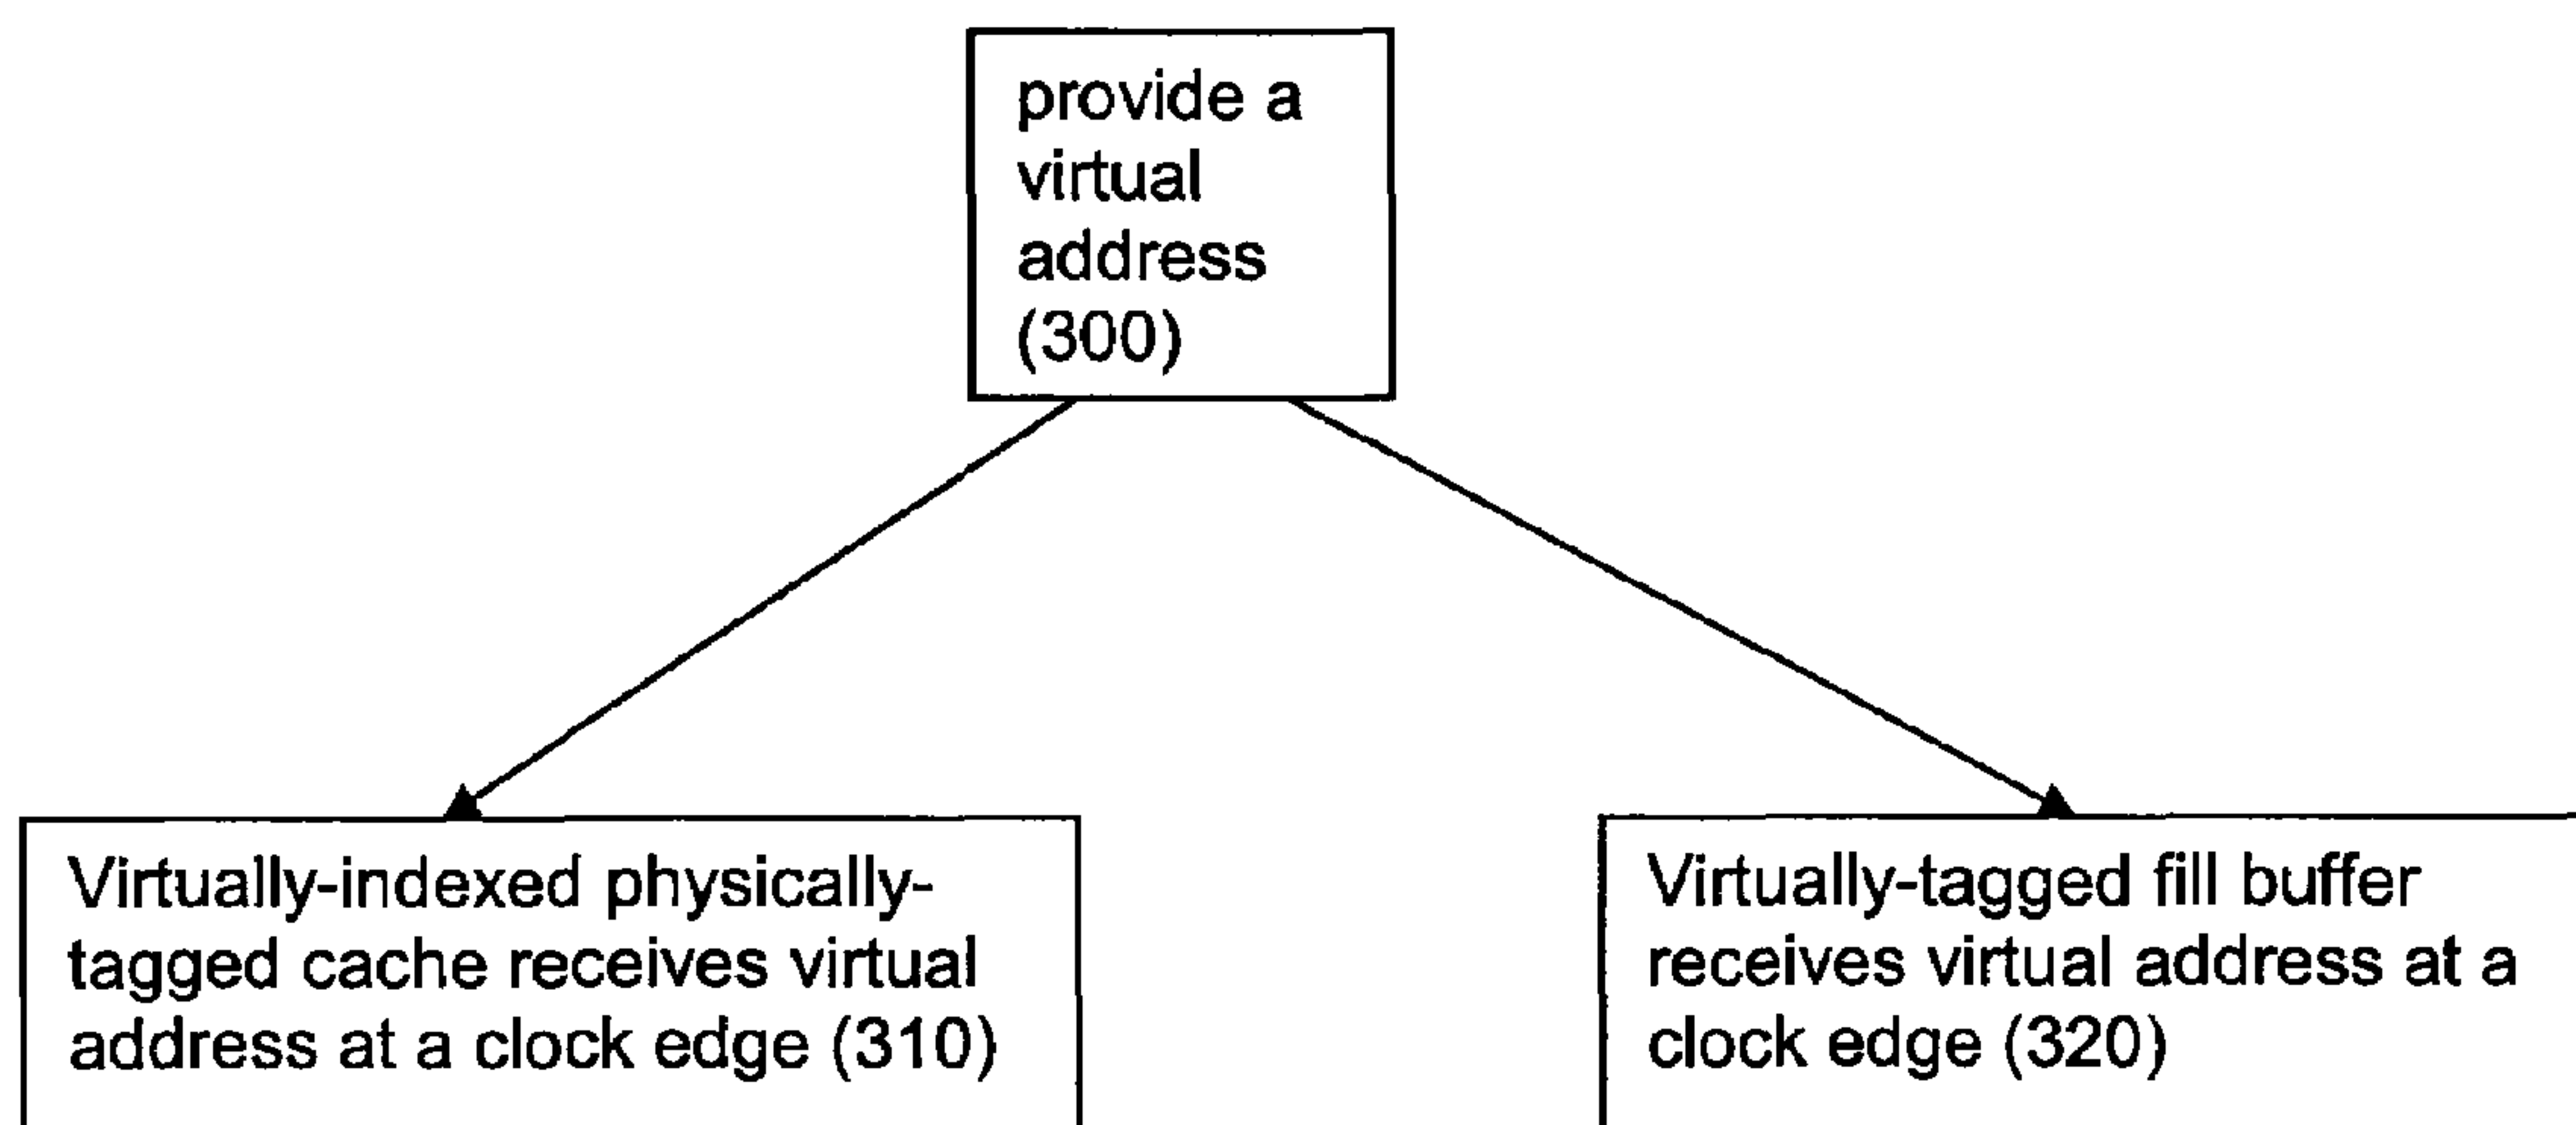 provide a
virtual
address
(300)
Virtually-indexed physically-
tagged cache receives virtual
address at a clock edge (310)
Virtually-tagged fill buffer
receives virtual address at a
clock edge (320)